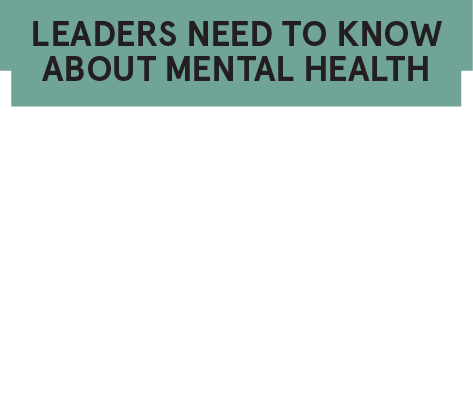 LEADERS NEED TO KNOW
ABOUT MENTAL HEALTH